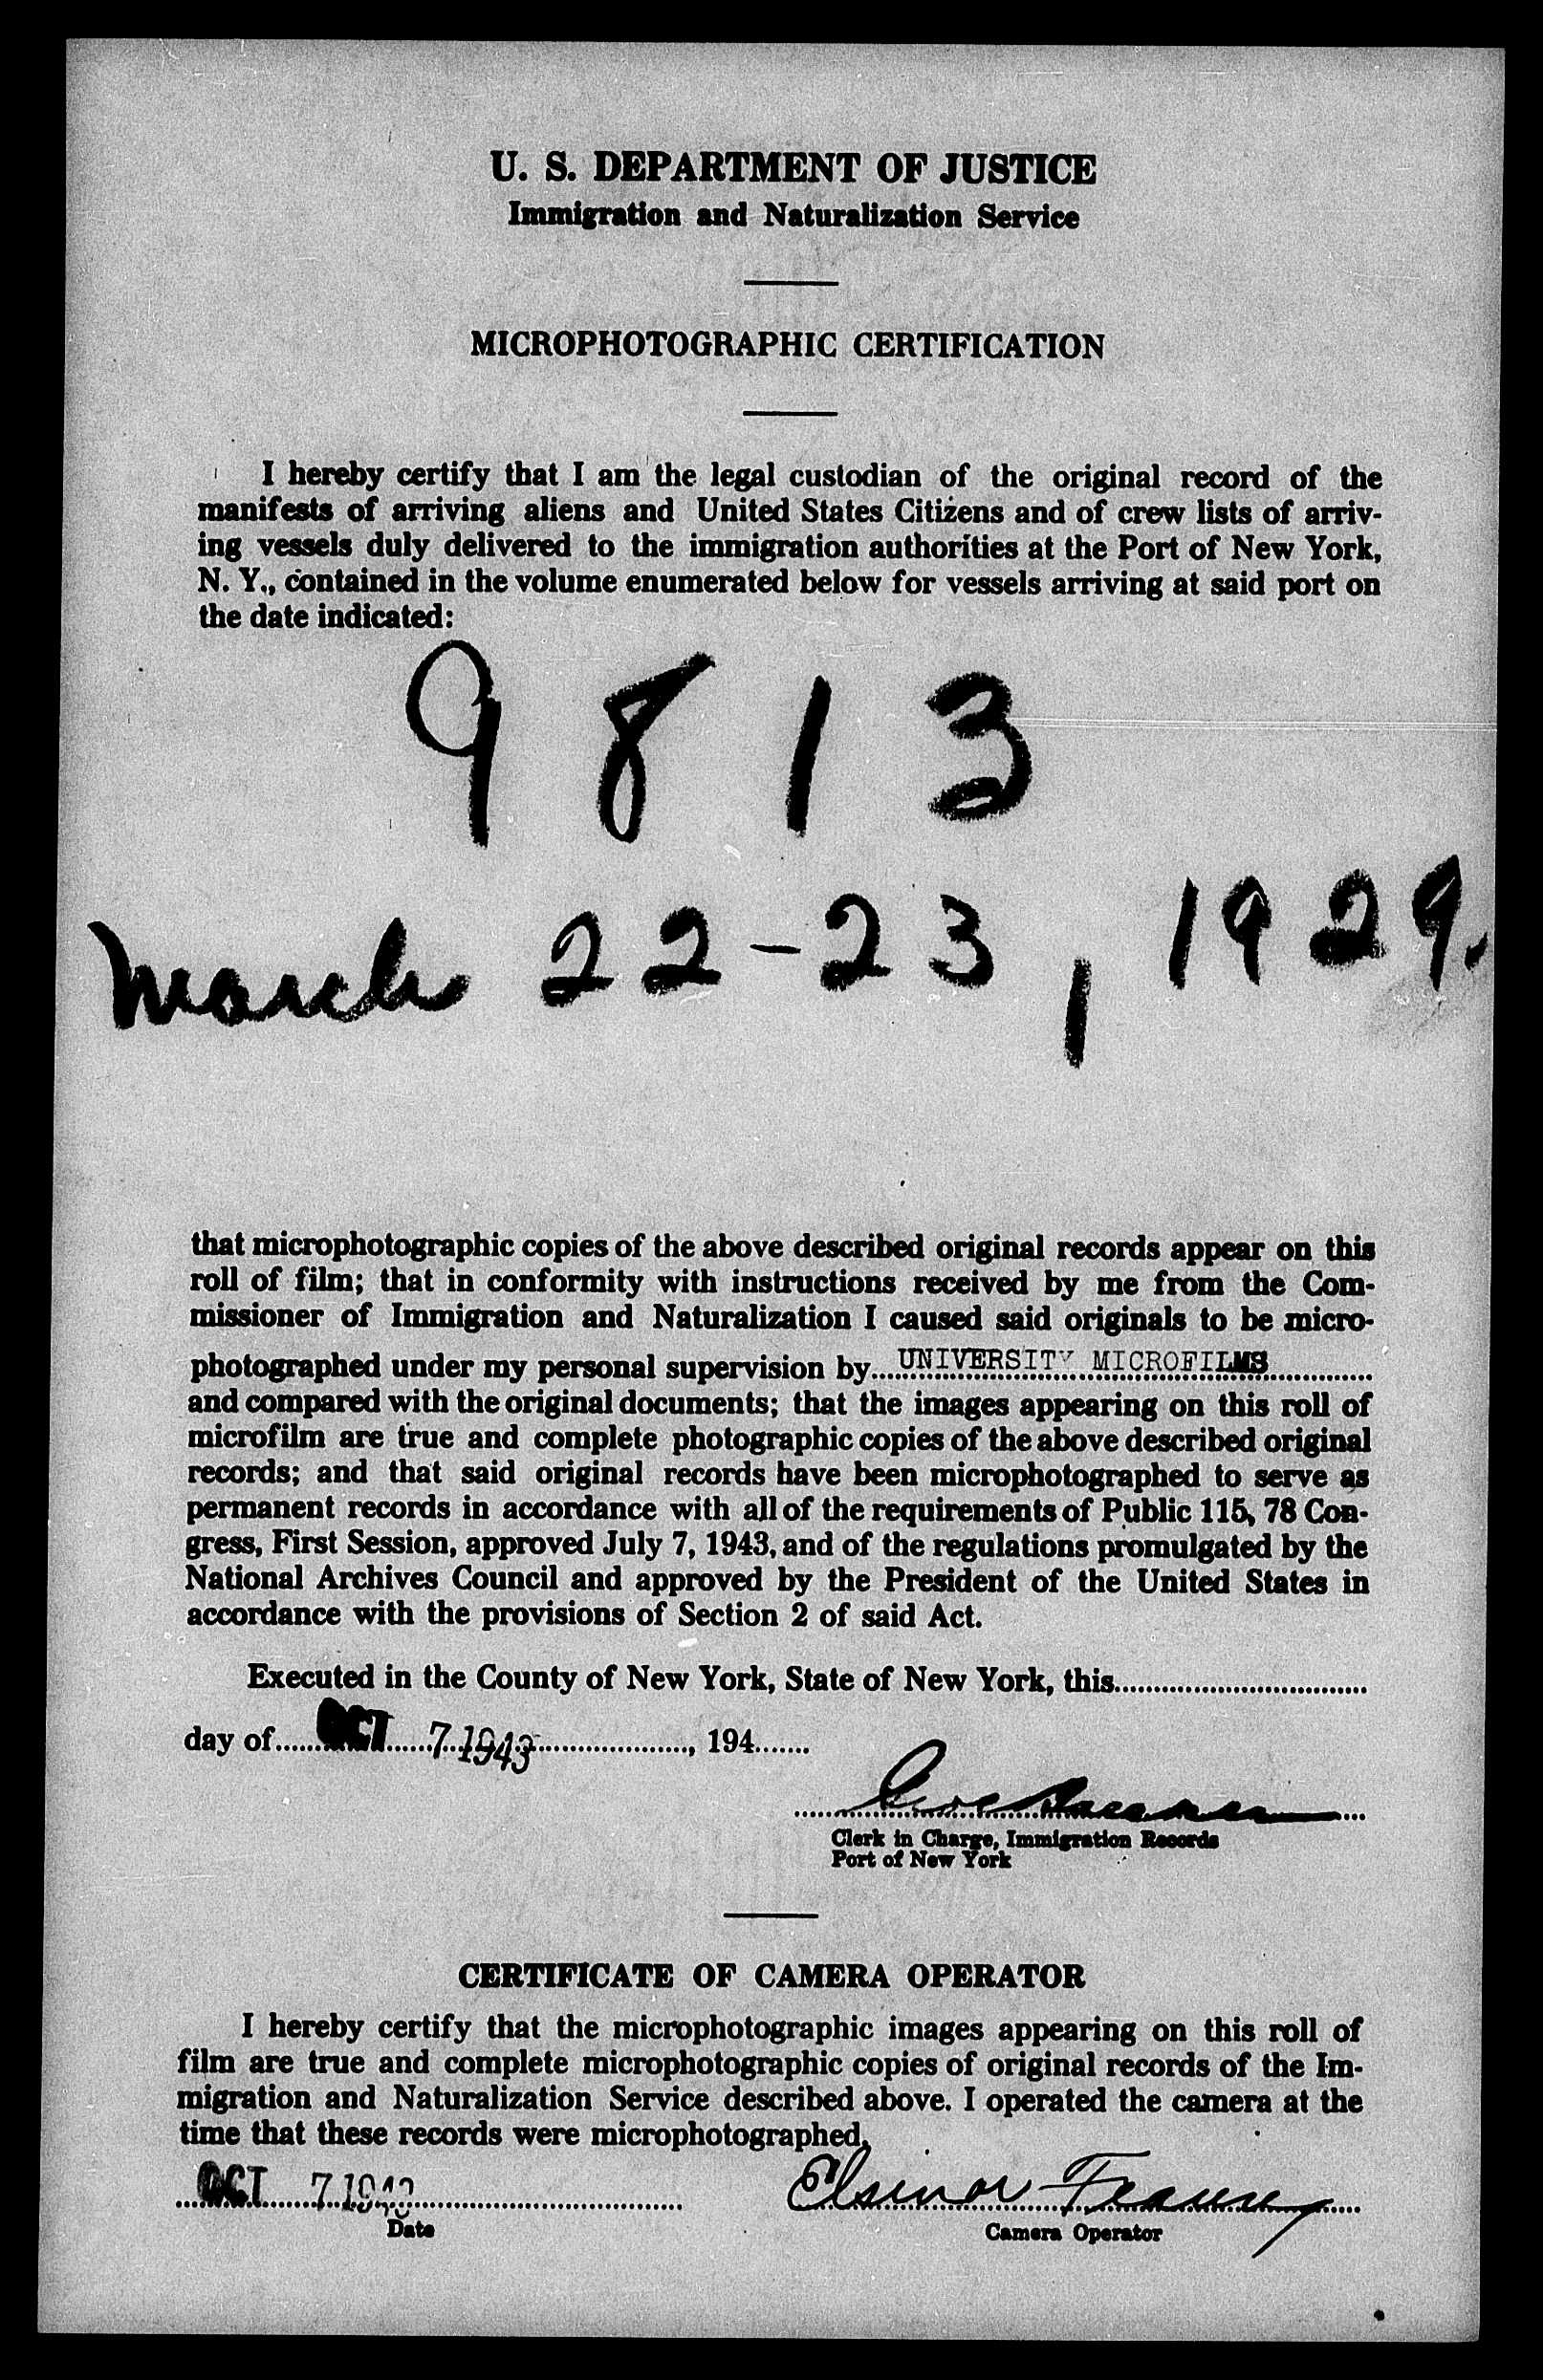 U. S. DEPARTMENT OF JUSTICE
Immigration and Naturalization Service
MICROPHOTOGRAPHIC CERTIFICATION
I hereby certify that I am the legal custodian of the original record of the
manifests of arriving aliens and United States Citizens and of crew lists of arriv-
ing vessels duly delivered to the immigration authorities at the Port of New York,
N. Y., contained in the volume enumerated below for vessels arriving at said port on
the date indicated:
9813
March 22-23, 1929.
that microphotographic copies of the above described original records appear on this
roll of film; that in conformity with instructions received by me from the Com-
missioner of Immigration and Naturalization I caused said originals to be micro-
photographed under my personal supervision by UNIVERSITY MICROFILMS
and compared with the original documents; that the images appearing on this roll of
microfilm are true and complete photographic copies of the above described original
records; and that said original records have been microphotographed to serve as
permanent records in accordance with all of the requirements of Public 115, 78 Con-
gress, First Session, approved July 7, 1943, and of the regulations promulgated by the
National Archives Council and approved by the President of the United States in
accordance with the provisions of Section 2 of said Act.
Executed in the County of New York, State of New York, this
day of OCT 7 1943, 194
Clerk in Charge, Immigration Records
Port of New York
CERTIFICATE OF CAMERA OPERATOR
I hereby certify that the microphotographic images appearing on this roll of
film are true and complete microphotographic copies of original records of the Im-
migration and Naturalization Service described above. I operated the camera at the
time that these records were microphotographed.
OCT 7 1943
Date
Camera Operator